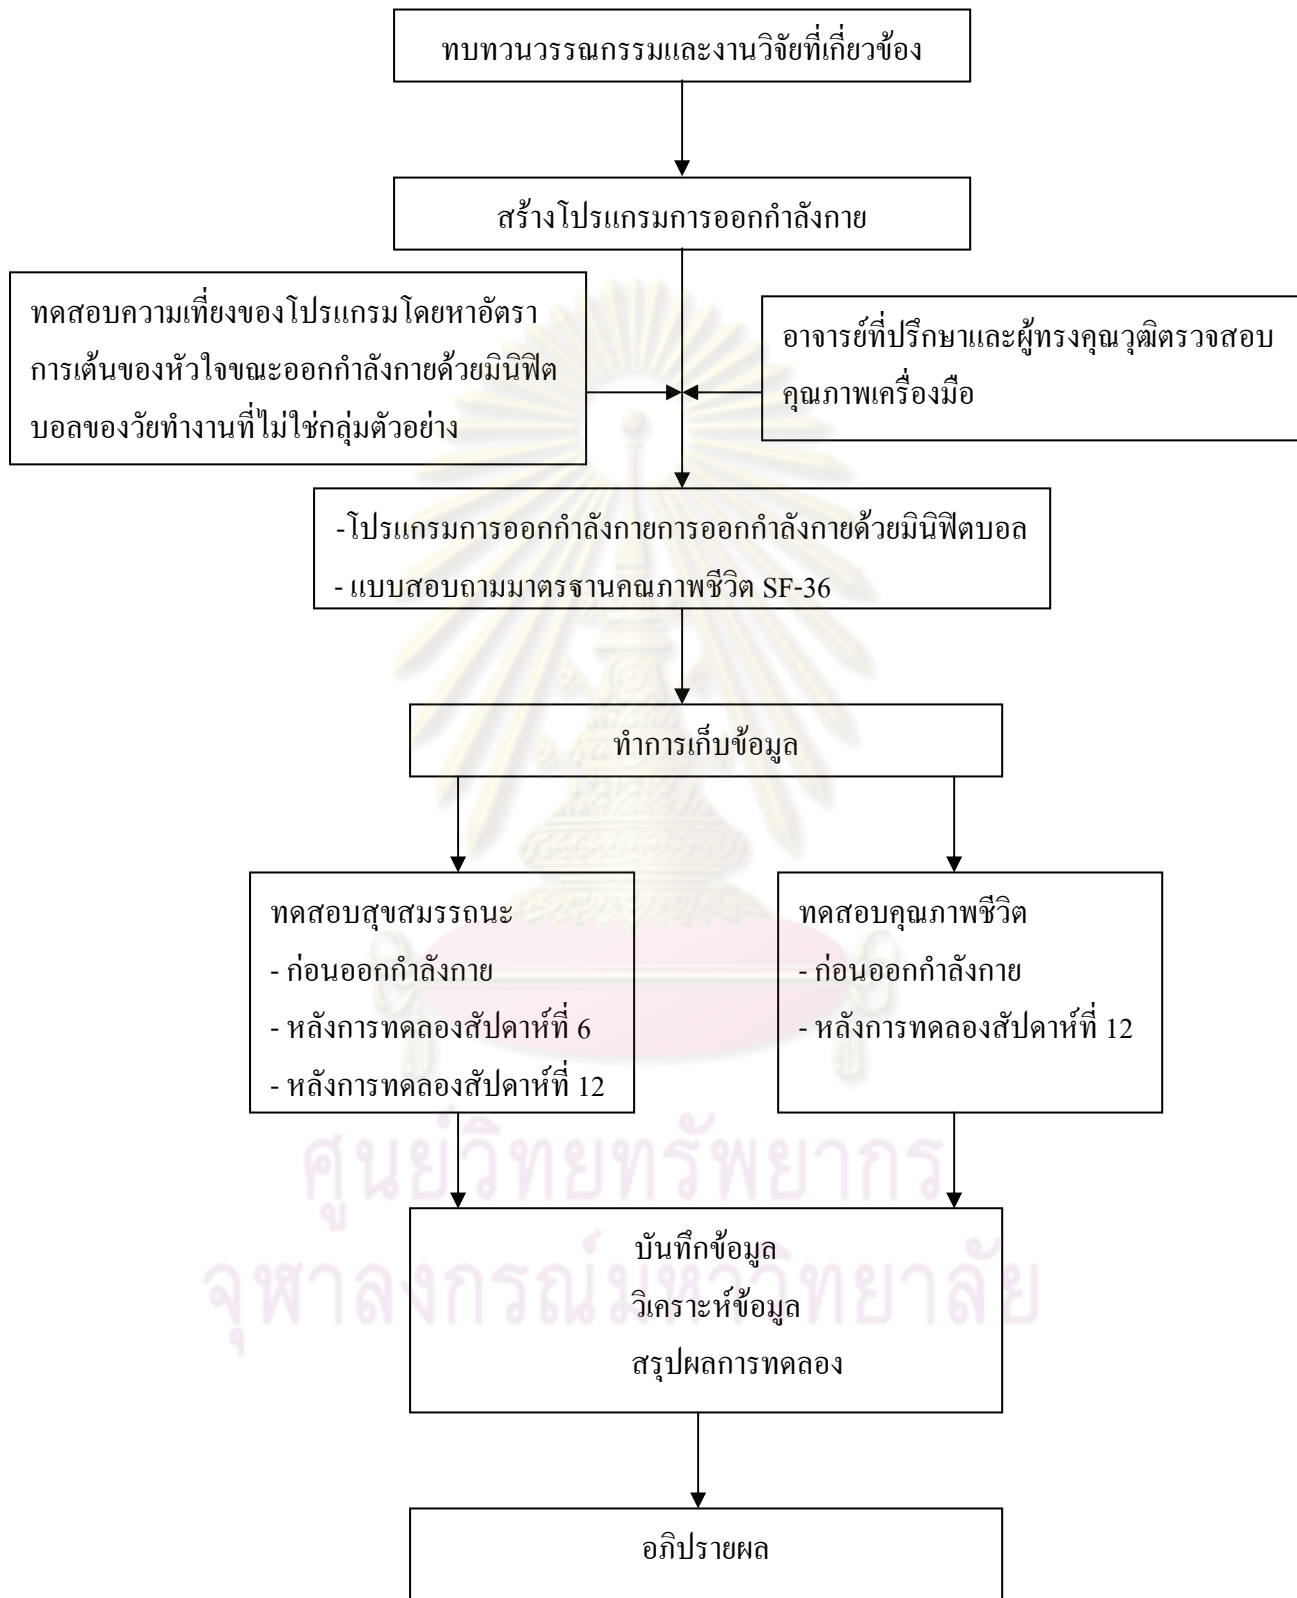 ทบทวนวรรณกรรมและงานวิจัยที่เกี่ยวข้อง
สร้างโปรแกรมการออกกำลังกาย
ทดสอบความเที่ยงของโปรแกรมโดยหาอัตรา
การเต้นของหัวใจขณะออกกำลังกายด้วยมินิฟิต
บอลของวัยทำงานที่ไม่ใช่กลุ่มตัวอย่าง
อาจารย์ที่ปรึกษาและผู้ทรงคุณวุฒิตรวจสอบ
คุณภาพเครื่องมือ
-โปรแกรมการออกกำลังกายการออกกำลังกายด้วยมินิฟิตบอล
- แบบสอบถามมาตรฐานคุณภาพชีวิต SF-36
ทำการเก็บข้อมูล
ทดสอบสุขสมรรถนะ
- ก่อนออกกำลังกาย
- หลังการทดลองสัปดาห์ที่ 6
- หลังการทดลองสัปดาห์ที่ 12
ทดสอบคุณภาพชีวิต
- ก่อนออกกำลังกาย
- หลังการทดลองสัปดาห์ที่ 12
ศูนย์วิทยทรัพยากร
จุฬาลงกรณ์มหาวิทยาลัย
บันทึกข้อมูล
วิเคราะห์ข้อมูล
สรุปผลการทดลอง
อภิปรายผล